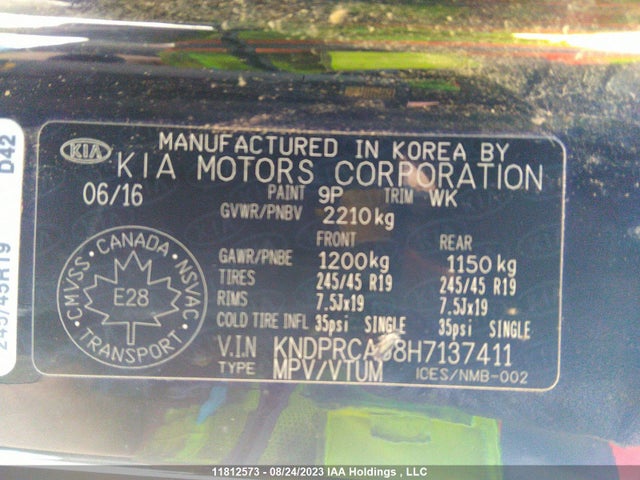 245/45R19 D42
KIA
MANUFACTURED IN KOREA BY
KIA MOTORS CORPORATION
06/16 PAINT 9P TRIM WK
GVWR/PNBV 2210kg
FRONT REAR
GAWR/PNBE 1200kg 1150kg
TIRES 245/45 R19 245/45 R19
RIMS 7.5Jx19 7.5Jx19
COLD TIRE INFL 35psi SINGLE 35psi SINGLE
CMVSS · CANADA · NSVAC
E28
TRANSPORT
V.I.N
TYPE MPV/VTUM ICES/NMB-002
11812573 - 08/24/2023 IAA Holdings , LLC